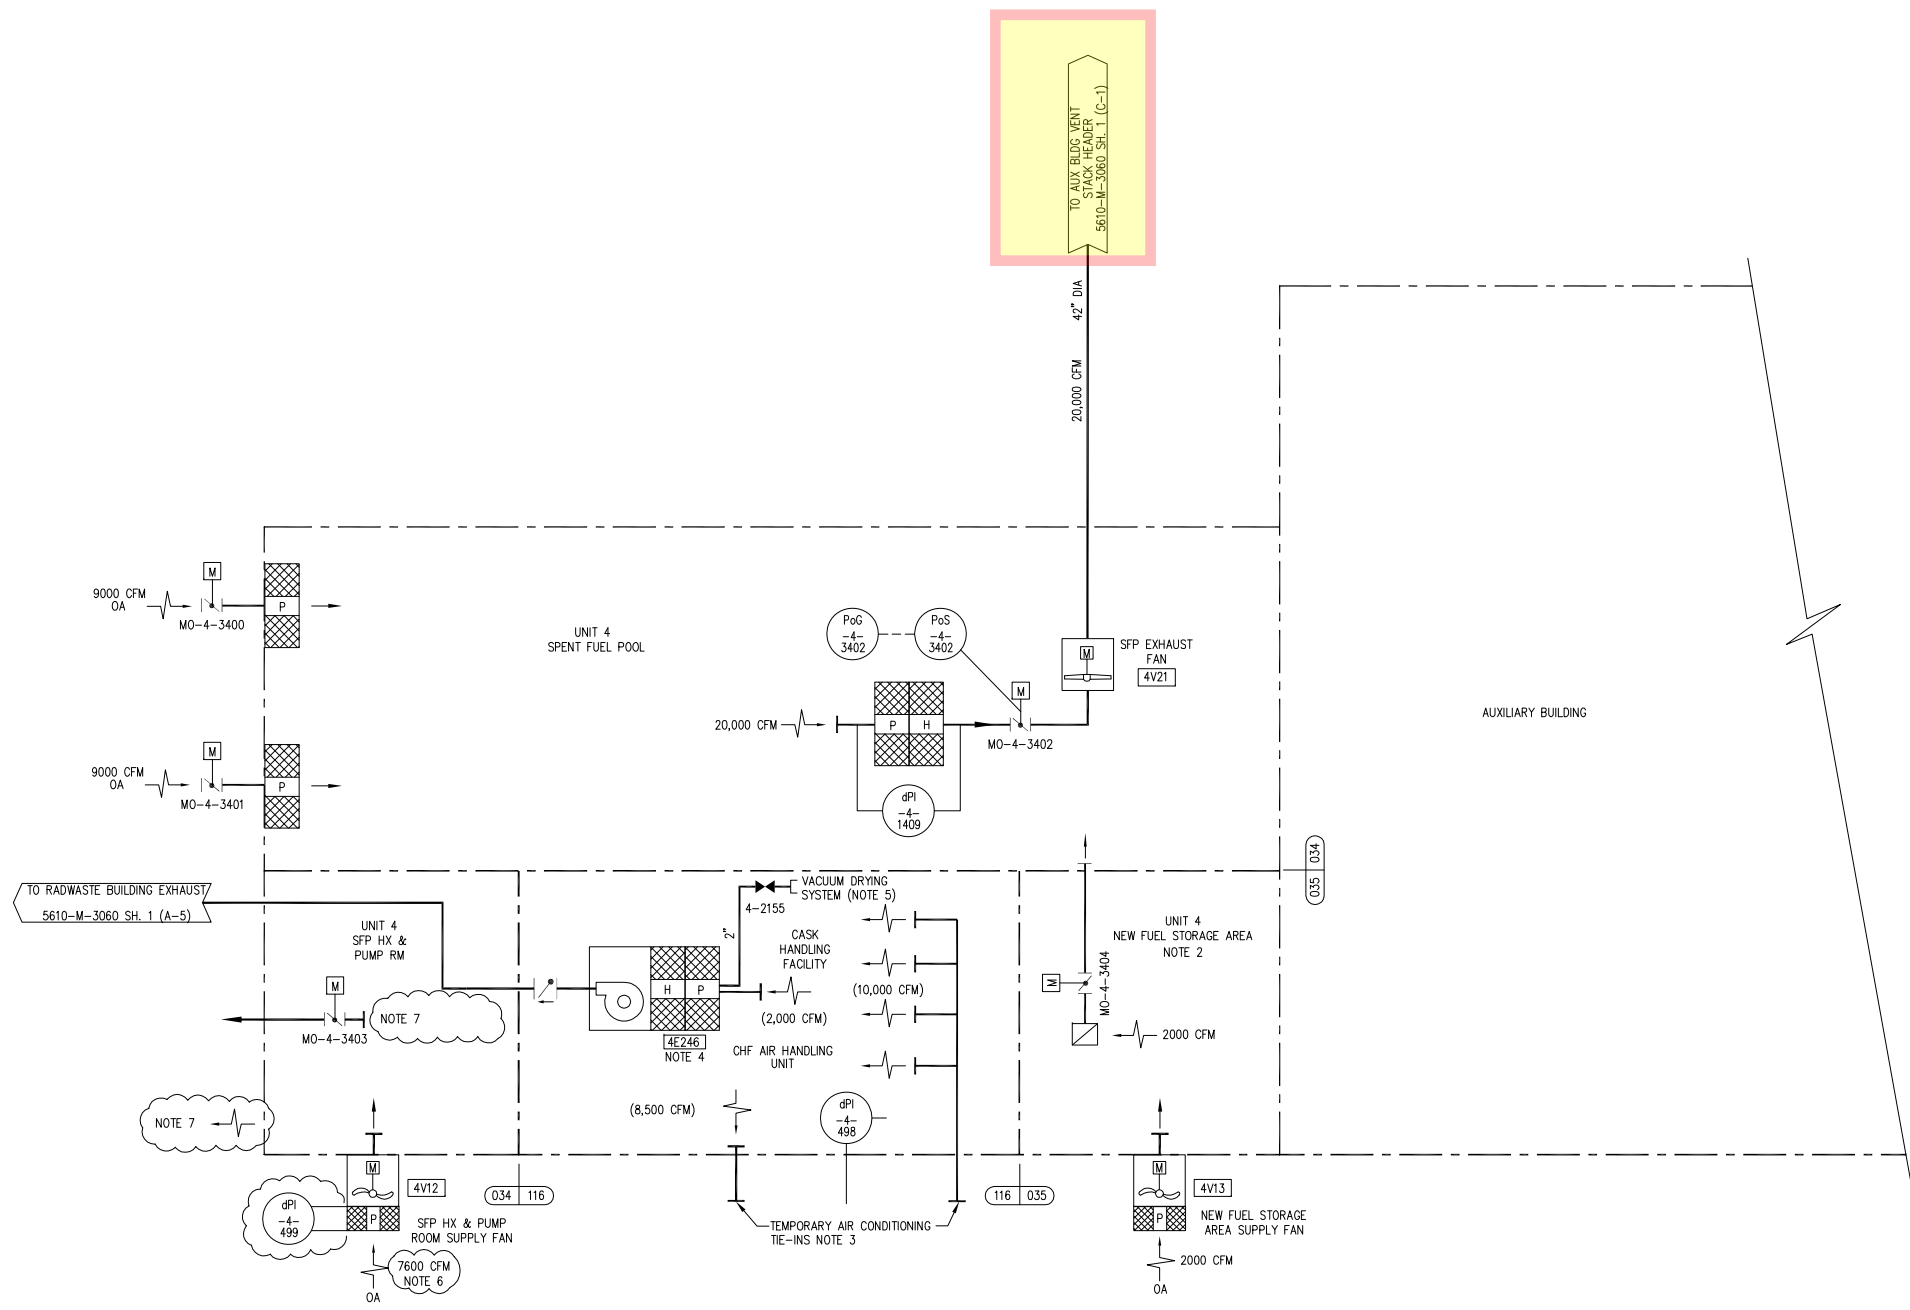 TO AUX BLDG VENT
STACK HEADER
5610-M-3060 SH. 1 (C-1)
42" DIA
20,000 CFM
9000 CFM
OA
M
MO-4-3400
P
UNIT 4
SPENT FUEL POOL
PoG
-4-
3402
PoS
-4-
3402
M
SFP EXHAUST
FAN
4V21
20,000 CFM
P
H
M
MO-4-3402
dPI
-4-
1409
AUXILIARY BUILDING
9000 CFM
OA
M
MO-4-3401
P
035 034
TO RADWASTE BUILDING EXHAUST
5610-M-3060 SH. 1 (A-5)
UNIT 4
SFP HX &
PUMP RM
M
MO-4-3403
NOTE 7
VACUUM DRYING
SYSTEM (NOTE 5)
4-2155
2"
CASK
HANDLING
FACILITY
H
P
(2,000 CFM)
4E246
NOTE 4
CHF AIR HANDLING
UNIT
(10,000 CFM)
UNIT 4
NEW FUEL STORAGE AREA
NOTE 2
M
MO-4-3404
2000 CFM
(8,500 CFM)
dPI
-4-
498
NOTE 7
M
4V12
P
dPI
-4-
499
SFP HX & PUMP
ROOM SUPPLY FAN
7600 CFM
NOTE 6
OA
034 116
116 035
TEMPORARY AIR CONDITIONING
TIE-INS NOTE 3
M
4V13
P
NEW FUEL STORAGE
AREA SUPPLY FAN
2000 CFM
OA